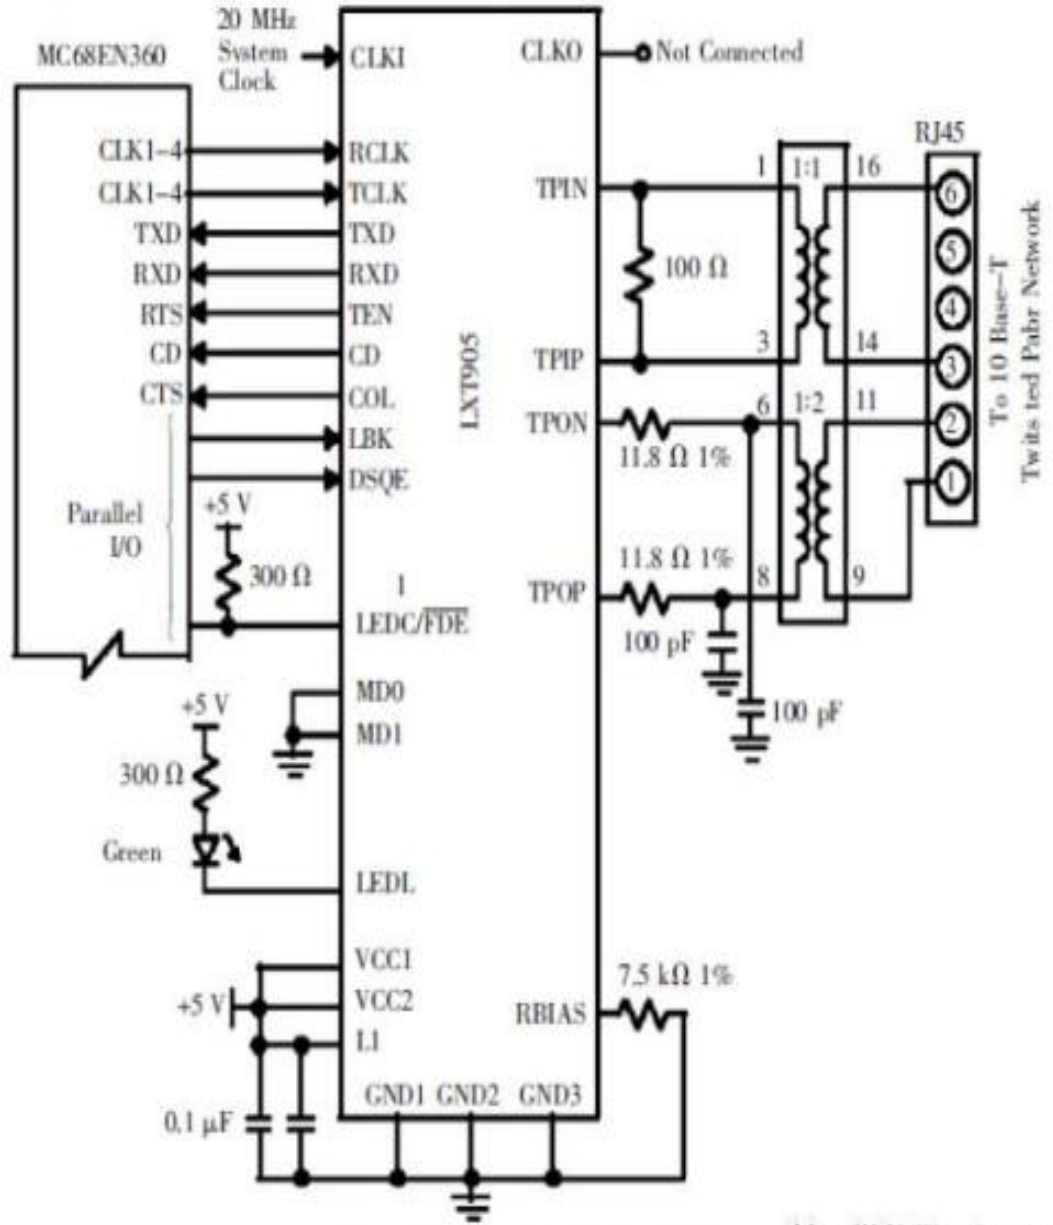 20 MHz
System
Clock
MC68EN360
CLKI
CLKO
Not Connected
RJ45
CLK1-4
RCLK
CLK1-4
TCLK
TXD
TXD
RXD
RXD
RTS
TEN
CD
CD
CTS
COL
LBK
DSQE
Parallel
I/O
+5 V
300 Ω
1
LEDC/FDE
MD0
MD1
+5 V
300 Ω
Green
LEDL
VCC1
+5 V
VCC2
L1
0.1 μF
GND1 GND2 GND3
LXT905
TPIN
100 Ω
TPIP
TPON
11.8 Ω 1%
11.8 Ω 1%
TPOP
100 pF
100 pF
7.5 kΩ 1%
RBIAS
1
1:1
16
3
14
6
1:2
11
8
9
6
5
4
3
2
1
To 10 Base-T
Twits ted Pabr Network